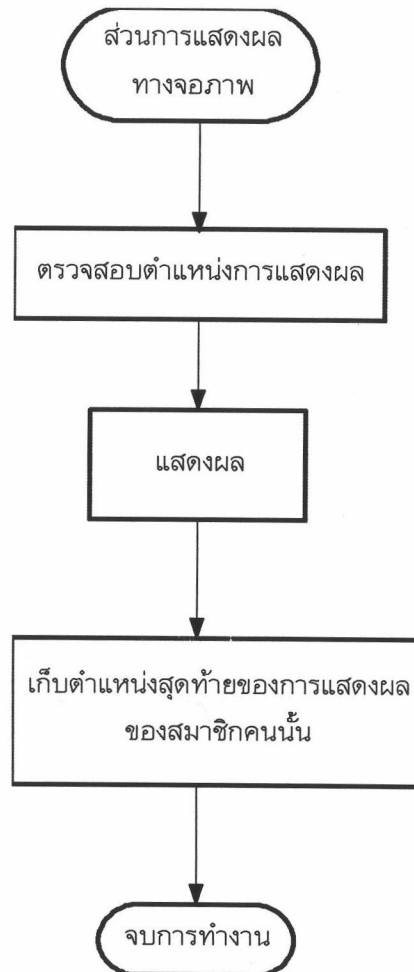 ส่วนการแสดงผล
ทางจอภาพ
ตรวจสอบตำแหน่งการแสดงผล
แสดงผล
เก็บตำแหน่งสุดท้ายของการแสดงผล
ของสมาชิกคนนั้น
จบการทำงาน